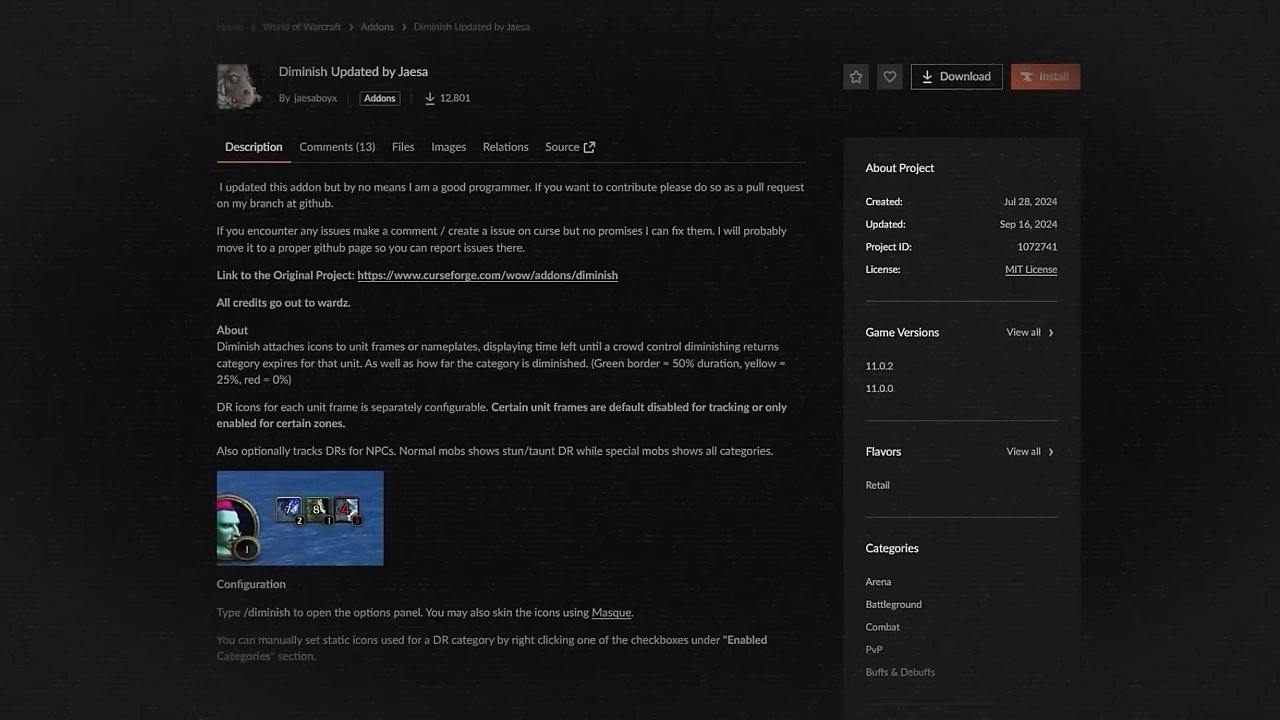 Home > World of Warcraft > Addons > Diminish Updated by Jaesa
Diminish Updated by Jaesa
Download
Install
By jaesaboyx | Addons | 12,801
Description
Comments (13)
Files
Images
Relations
Source
I updated this addon but by no means I am a good programmer. If you want to contribute please do so as a pull request
on my branch at github.
If you encounter any issues make a comment / create a issue on curse but no promises I can fix them. I will probably
move it to a proper github page so you can report issues there.
Link to the Original Project: https://www.curseforge.com/wow/addons/diminish
All credits go out to wardz.
About
Diminish attaches icons to unit frames or nameplates, displaying time left until a crowd control diminishing returns
category expires for that unit. As well as how far the category is diminished. (Green border = 50% duration, yellow =
25%, red = 0%)
DR icons for each unit frame is separately configurable. Certain unit frames are default disabled for tracking or only
enabled for certain zones.
Also optionally tracks DRs for NPCs. Normal mobs shows stun/taunt DR while special mobs shows all categories.
7 8 4
2 1 3
1
Configuration
Type /diminish to open the options panel. You may also skin the icons using Masque.
You can manually set static icons used for a DR category by right clicking one of the checkboxes under "Enabled
Categories" section.
About Project
Created: Jul 28, 2024
Updated: Sep 16, 2024
Project ID: 1072741
License: MIT License
Game Versions View all >
11.0.2
11.0.0
Flavors View all >
Retail
Categories
Arena
Battleground
Combat
PvP
Buffs & Debuffs